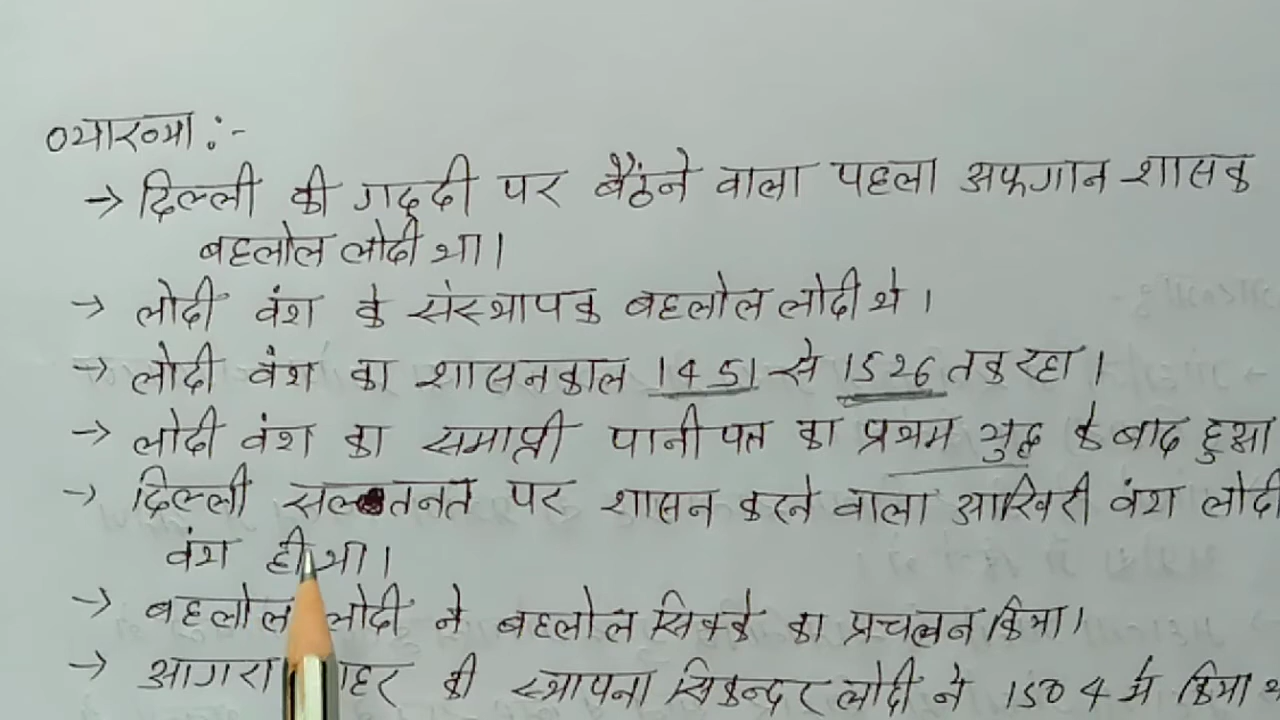 व्याख्या :-
→ दिल्ली की गद्दी पर बैठने वाला पहला अफगान शासक
बहलोल लोदी था।
→ लोदी वंश के संस्थापक बहलोल लोदी थे।
→ लोदी वंश का शासनकाल 1451 से 1526 तक रहा।
→ लोदी वंश का समाप्ती पानीपत का प्रथम युद्ध के बाद हुआ
→ दिल्ली सल्तनत पर शासन करने वाला आखिरी वंश लोदी
वंश ही था।
→ बहलोल लोदी ने बहलोल सिक्के का प्रचलन किया।
→ आगरा शहर की स्थापना सिकन्दर लोदी ने 1504 में किया